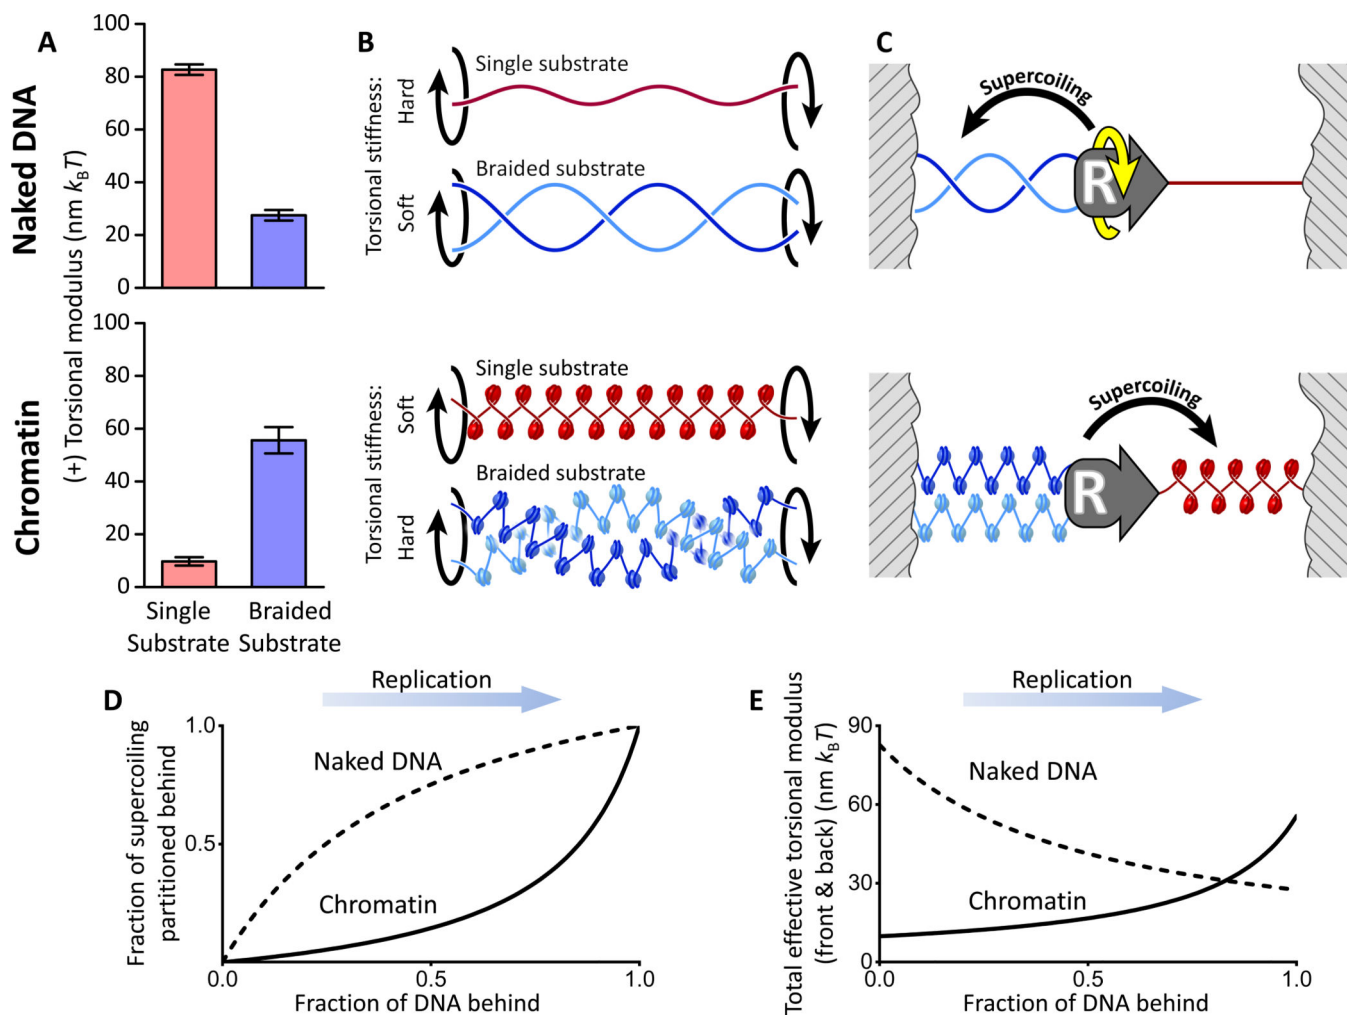 A
Naked DNA
Chromatin
(+) Torsional modulus (nm kBT)
100
80
60
40
20
0
100
80
60
40
20
0
Single
Substrate
Braided
Substrate
B
Torsional stiffness:
Hard
Soft
Single substrate
Braided substrate
Torsional stiffness:
Soft
Hard
Single substrate
Braided substrate
C
Supercoiling
R
Supercoiling
R
D
Replication
Fraction of supercoiling
partitioned behind
1.0
0.5
Naked DNA
Chromatin
0.0
0.5
1.0
Fraction of DNA behind
E
Replication
Total effective torsional modulus
(front & back) (nm kBT)
90
60
30
0
Naked DNA
Chromatin
0.0
0.5
1.0
Fraction of DNA behind